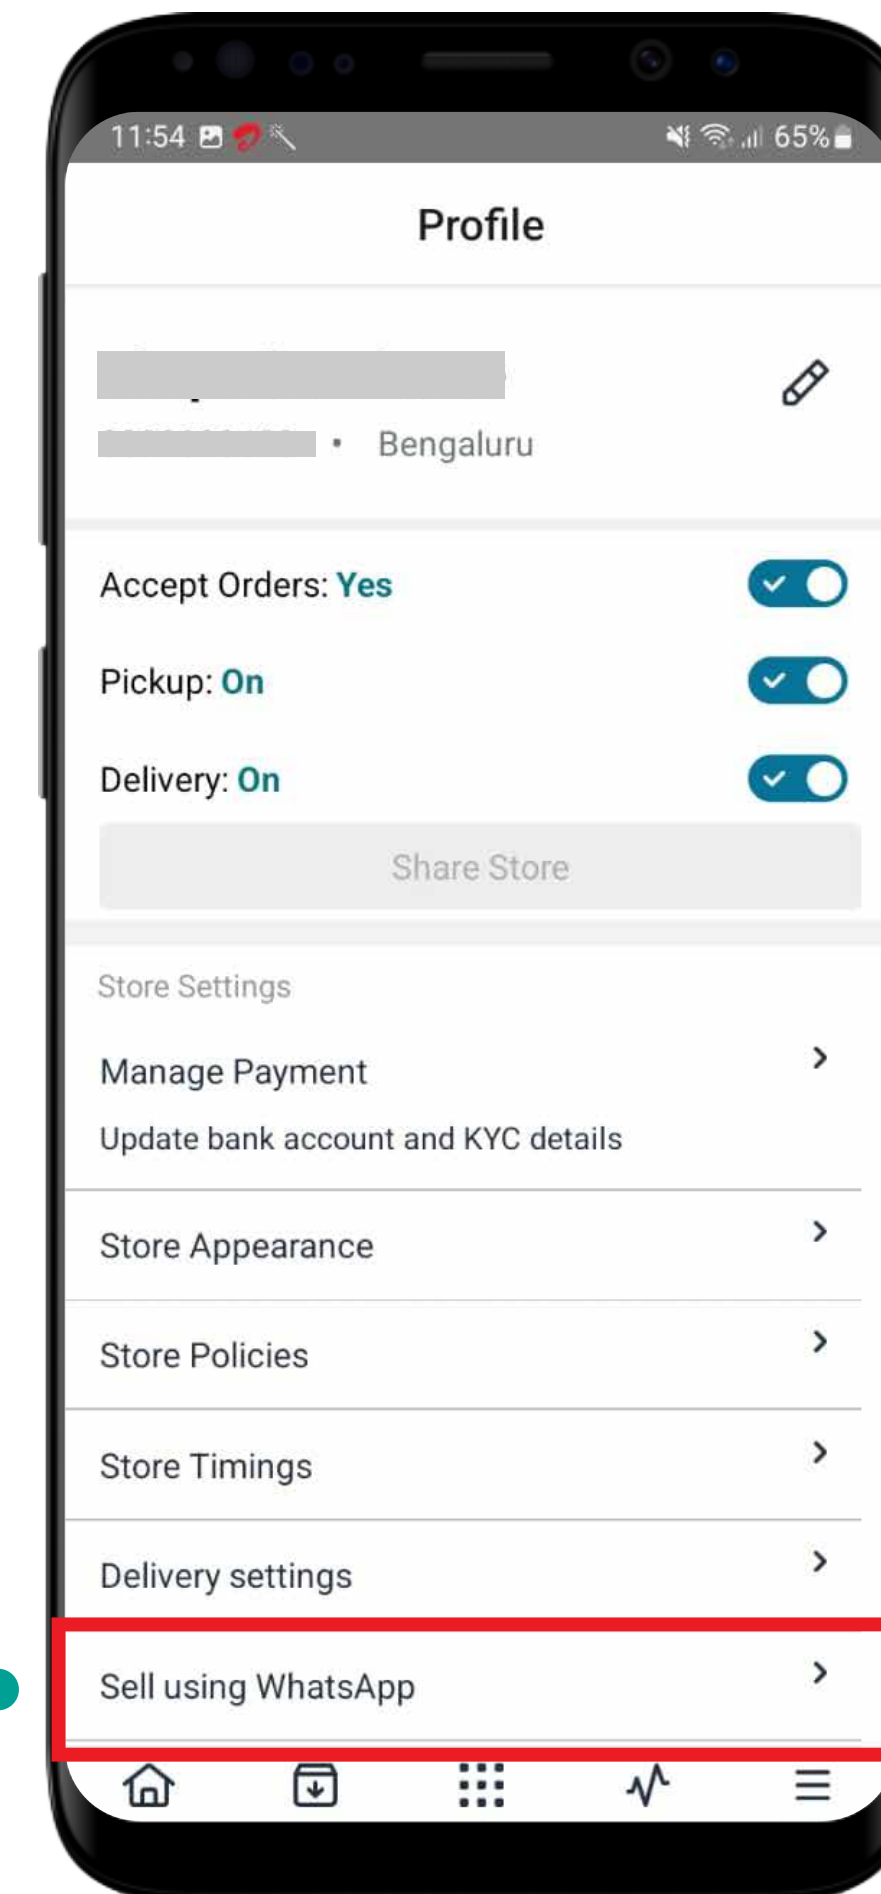 11:54
65%
Profile
• Bengaluru
Accept Orders: Yes
Pickup: On
Delivery: On
Share Store
Store Settings
Manage Payment
Update bank account and KYC details
Store Appearance
Store Policies
Store Timings
Delivery settings
Sell using WhatsApp